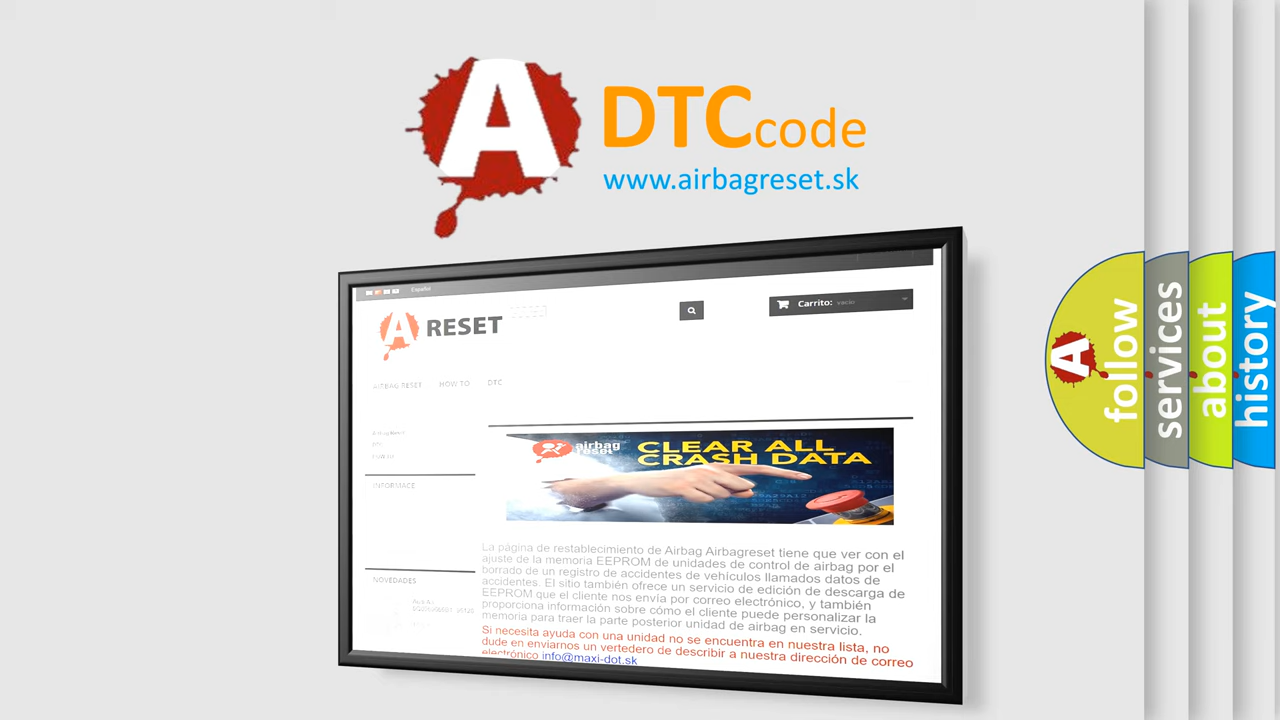 A DTCcode
www.airbagreset.sk
Español
A RESET
Carrito: vacío
AIRBAG RESET HOW TO DTC
INFORMACE
NOVEDADES
airbag
reset
CLEAR ALL
CRASH DATA
La página de restablecimiento de Airbag Airbagreset tiene que ver con el
ajuste de la memoria EEPROM de unidades de control de airbag por el
borrado de un registro de accidentes de vehículos llamados datos de
accidentes. El sitio también ofrece un servicio de edición de descarga de
EEPROM que el cliente nos envía por correo electrónico, y también
proporciona información sobre cómo el cliente puede personalizar la
memoria para traer la parte posterior unidad de airbag en servicio.
Si necesita ayuda con una unidad no se encuentra en nuestra lista, no
dude en enviarnos un vertedero de describir a nuestra dirección de correo
electrónico info@maxi-dot.sk
A follow
services
about
history